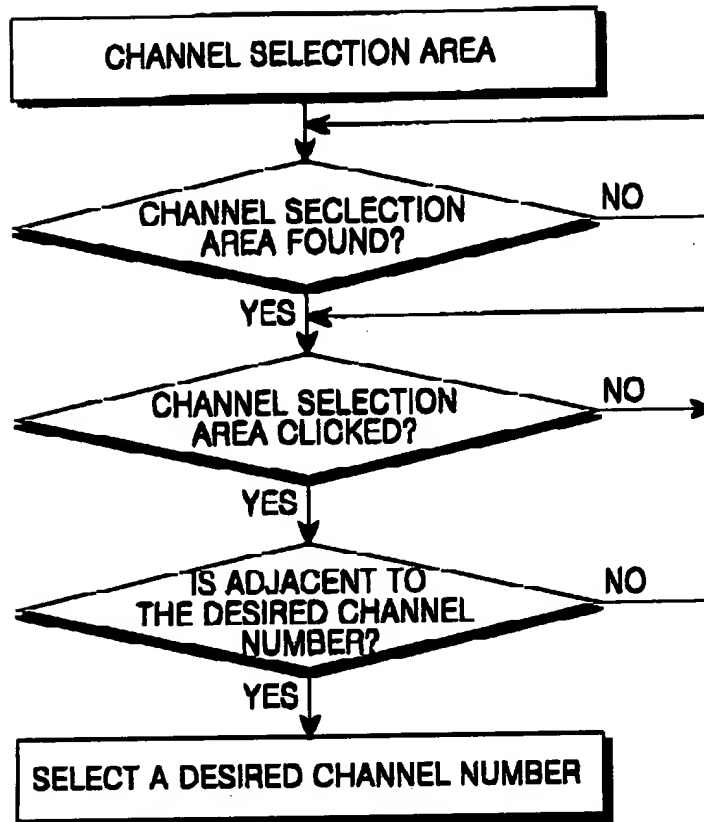 CHANNEL SELECTION AREA
CHANNEL SECLECTION
AREA FOUND?
NO
YES
CHANNEL SELECTION
AREA CLICKED?
NO
YES
IS ADJACENT TO
THE DESIRED CHANNEL
NUMBER?
NO
YES
SELECT A DESIRED CHANNEL NUMBER